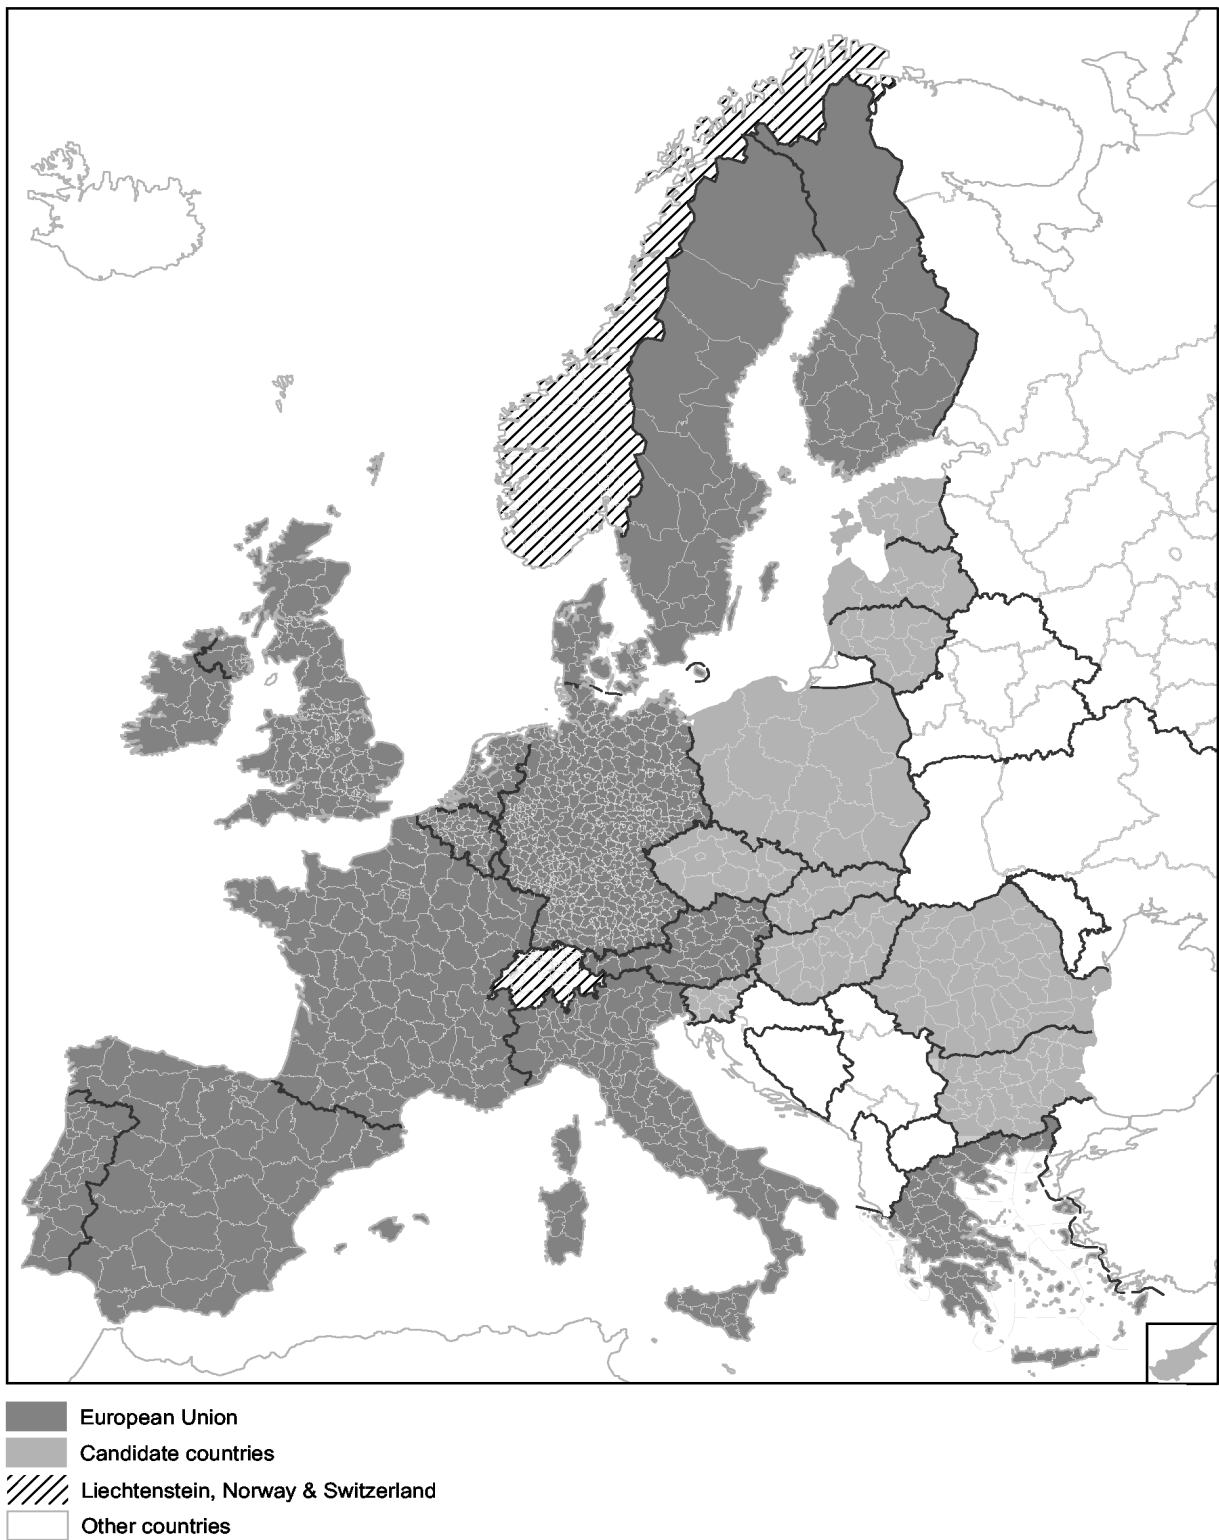 European Union
Candidate countries
Liechtenstein, Norway & Switzerland
Other countries